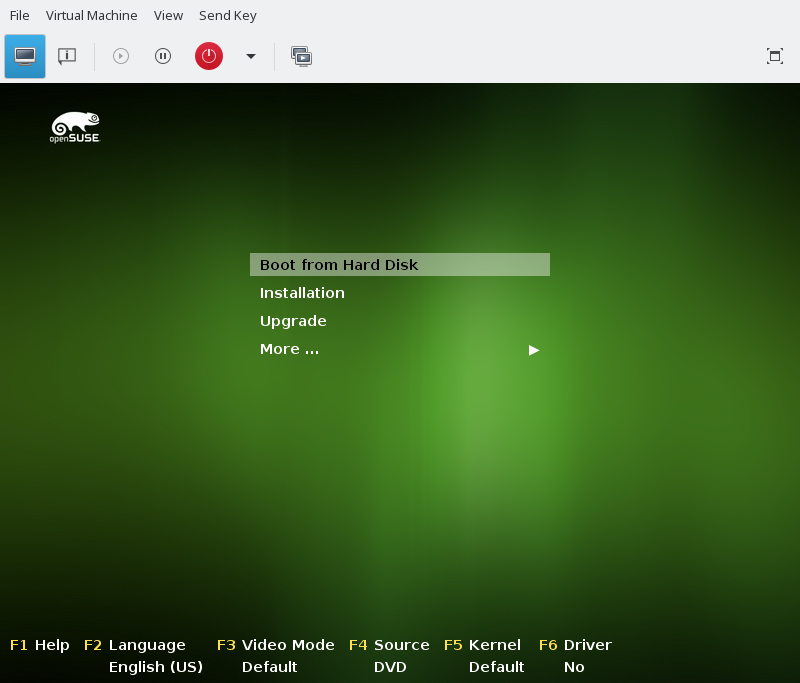 File Virtual Machine View Send Key
openSUSE
Boot from Hard Disk
Installation
Upgrade
More ...
F1 Help F2 Language F3 Video Mode F4 Source F5 Kernel F6 Driver
English (US) Default DVD Default No